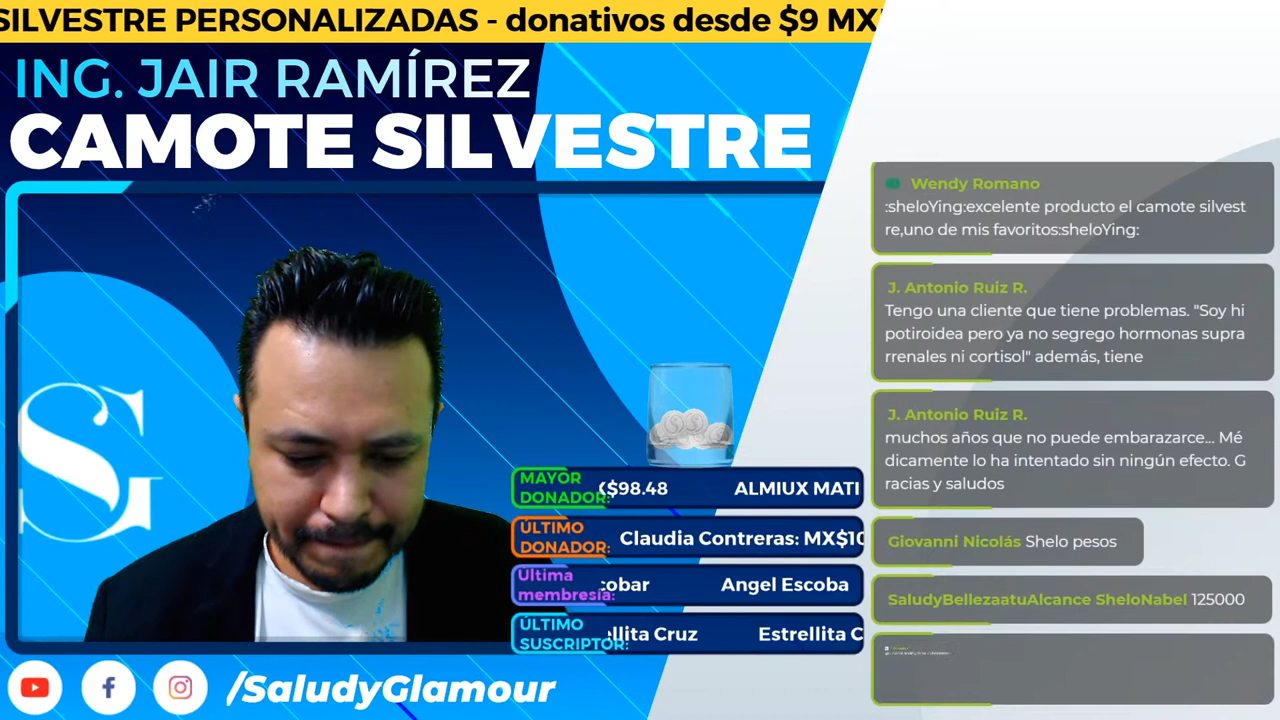 SILVESTRE PERSONALIZADAS - donativos desde $9 MX
ING. JAIR RAMÍREZ
CAMOTE SILVESTRE
S
MAYOR
DONADOR:
X$98.48 ALMIUX MATI
ÚLTIMO
DONADOR:
Claudia Contreras: MX$10
Última
membresía:
cobar Angel Escoba
ÚLTIMO
SUSCRIPTOR:
ellita Cruz Estrellita C
/SaludyGlamour
Wendy Romano
:sheloYing:excelente producto el camote silvest
re,uno de mis favoritos:sheloYing:
J. Antonio Ruiz R.
Tengo una cliente que tiene problemas. "Soy hi
potiroidea pero ya no segrego hormonas supra
rrenales ni cortisol" además, tiene
J. Antonio Ruiz R.
muchos años que no puede embarazarce... Mé
dicamente lo ha intentado sin ningún efecto. G
racias y saludos
Giovanni Nicolás Shelo pesos
SaludyBellezaatuAlcance SheloNabel 125000